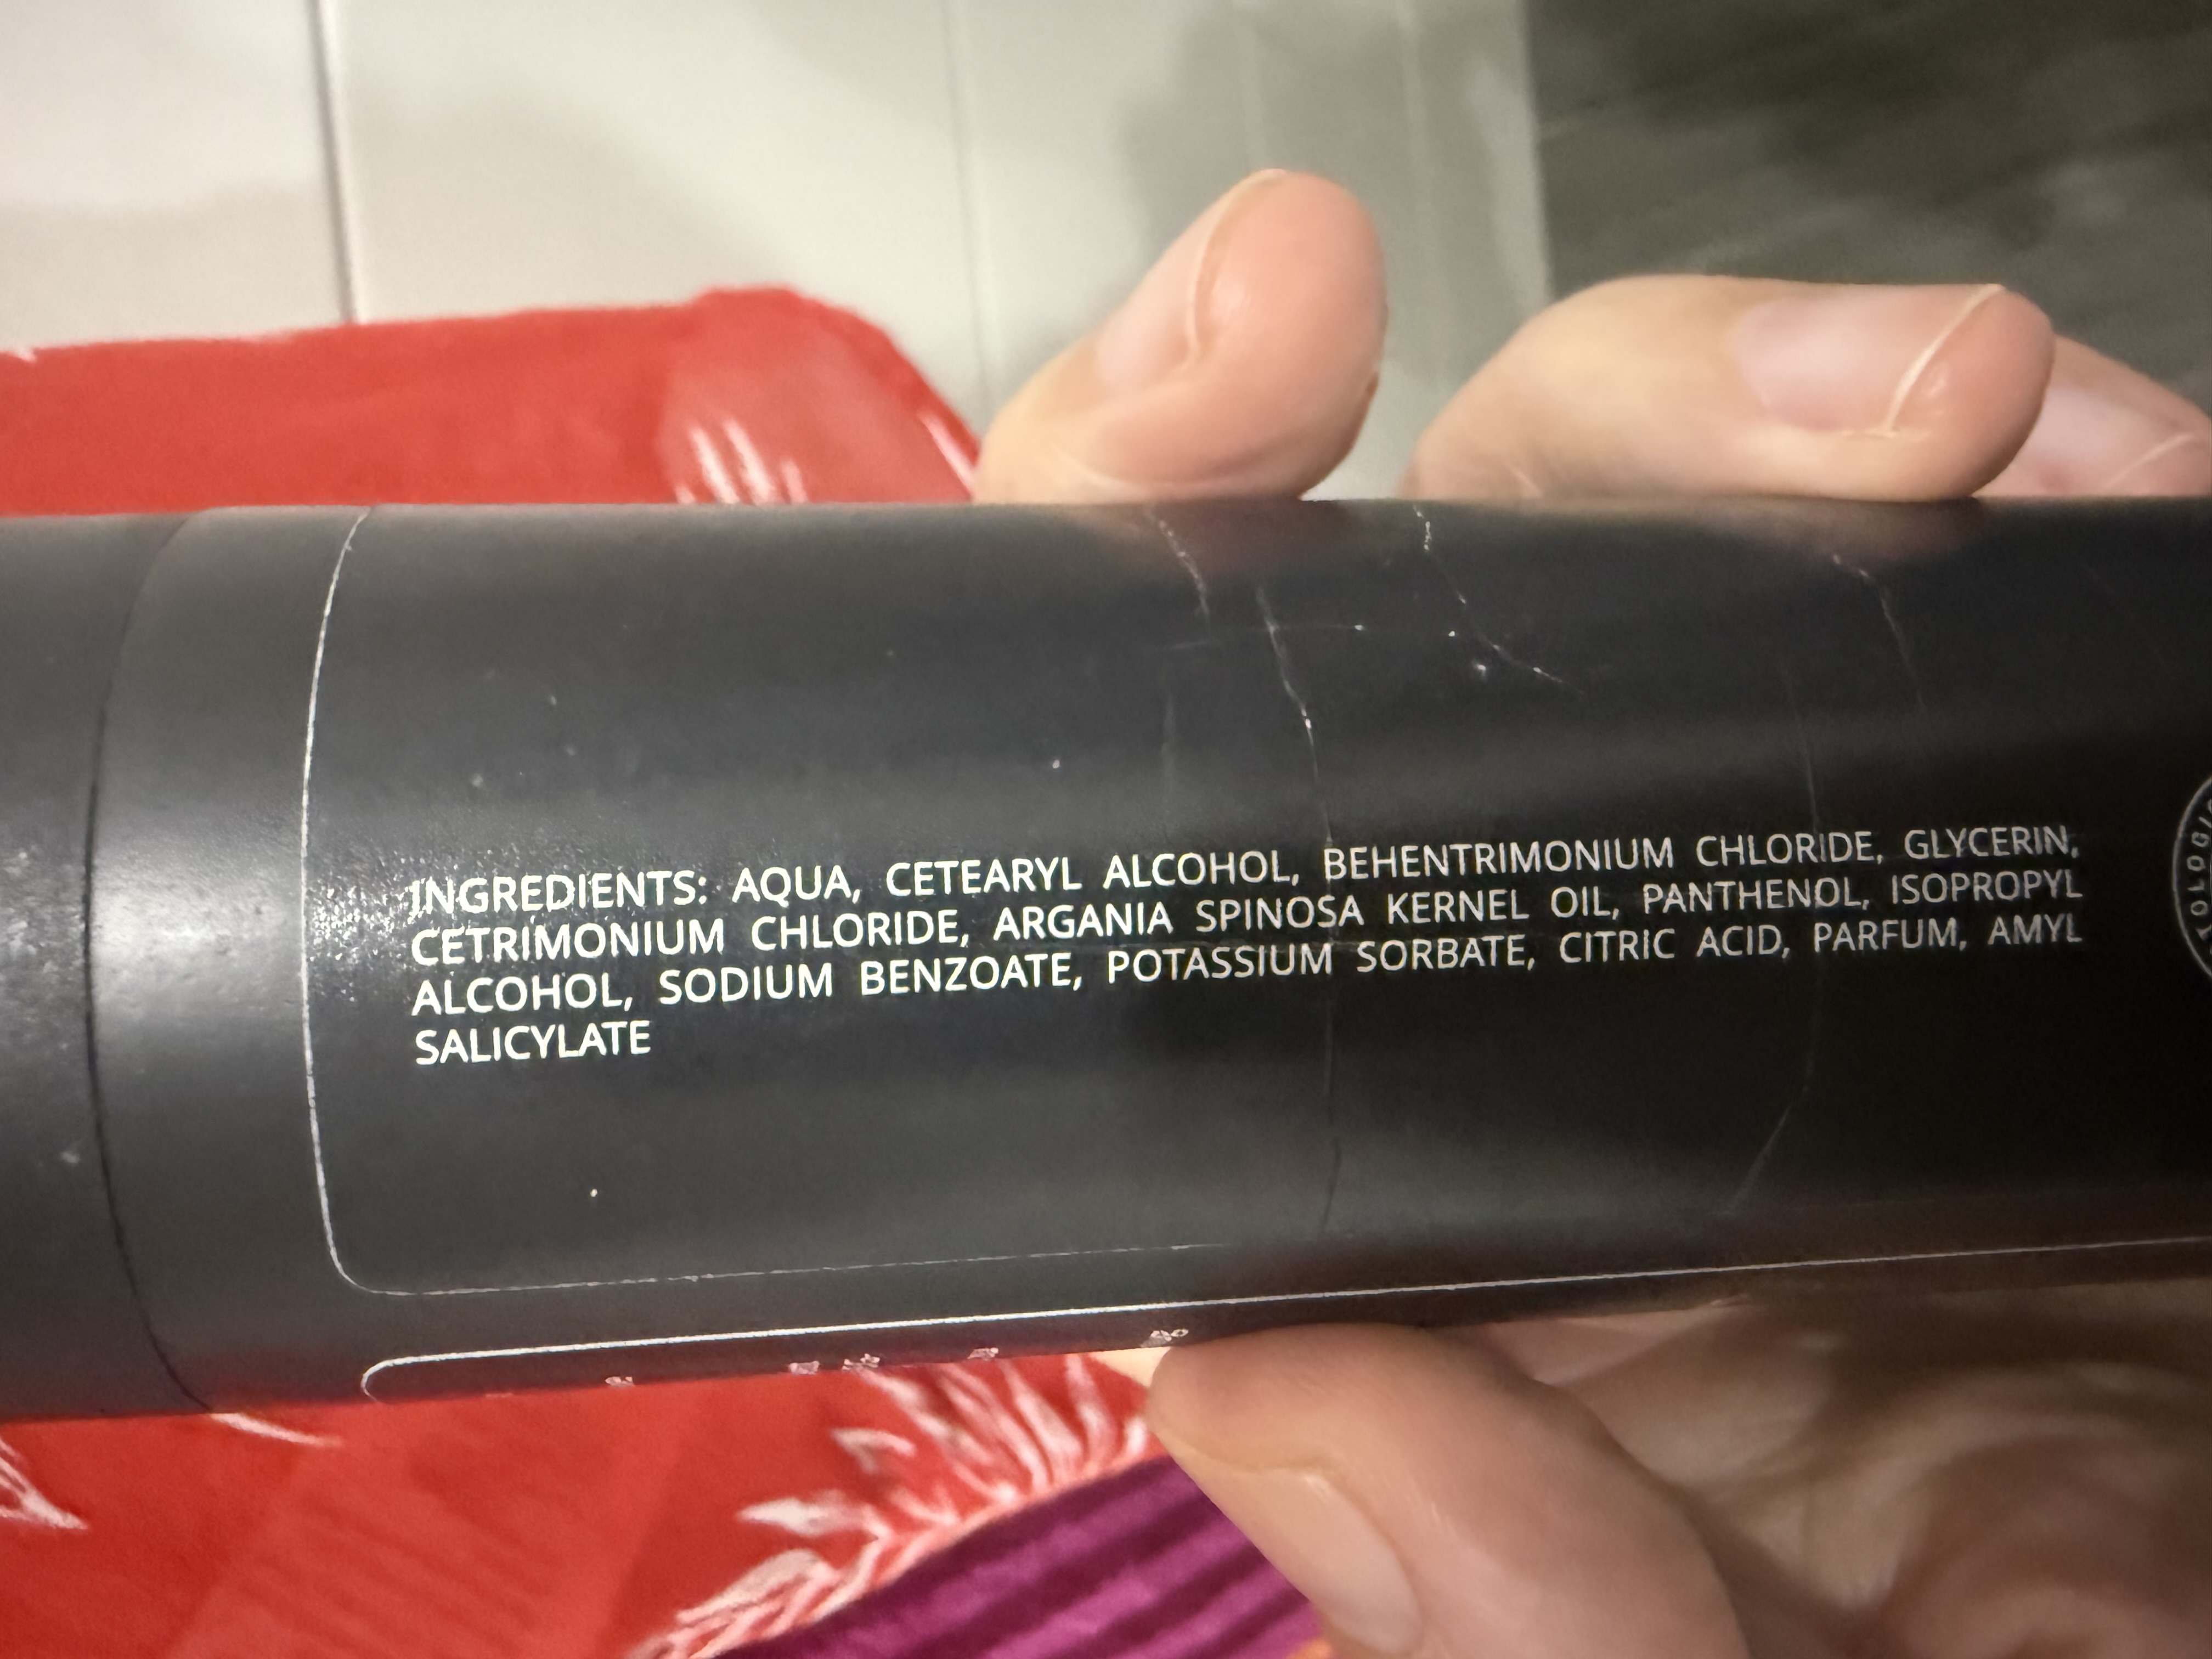 INGREDIENTS: AQUA, CETEARYL ALCOHOL, BEHENTRIMONIUM CHLORIDE, GLYCERIN,
CETRIMONIUM CHLORIDE, ARGANIA SPINOSA KERNEL OIL, PANTHENOL, ISOPROPYL
ALCOHOL, SODIUM BENZOATE, POTASSIUM SORBATE, CITRIC ACID, PARFUM, AMYL
SALICYLATE